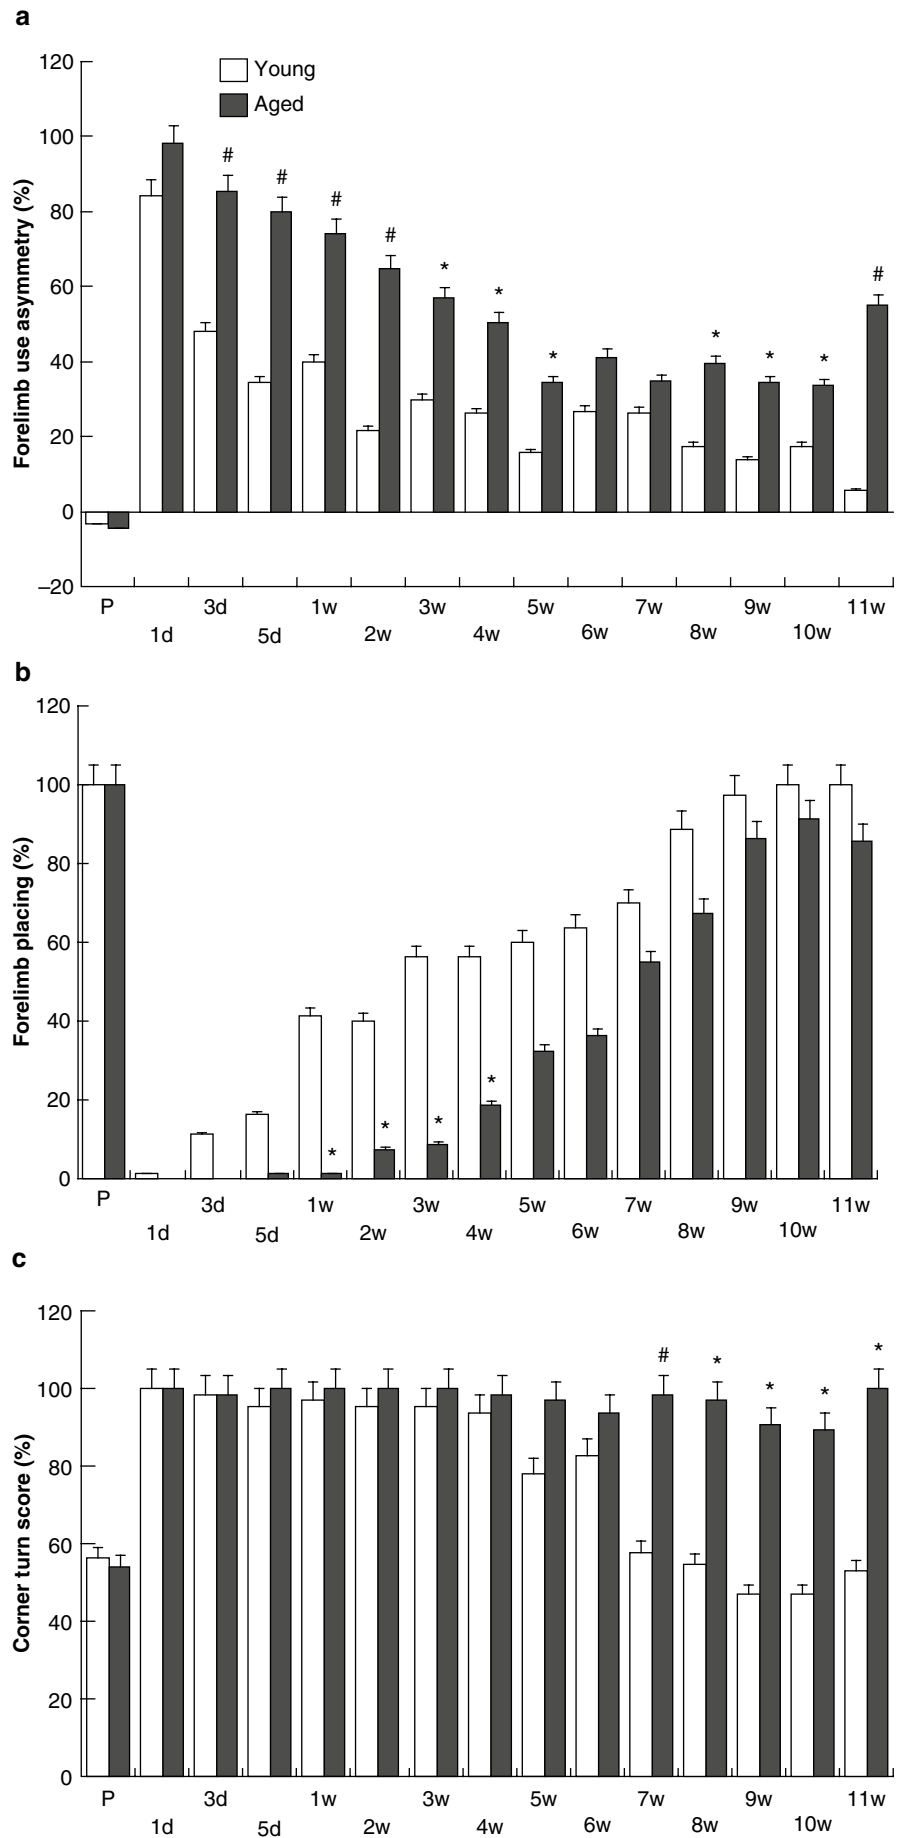 a
120
Young
Aged
100
80
60
40
20
0
–20
Forelimb use asymmetry (%)
# # # # * * * * * * #
P 3d 1w 3w 5w 7w 9w 11w
1d 5d 2w 4w 6w 8w 10w
b
120
100
80
60
40
20
0
Forelimb placing (%)
* * * *
P 3d 1w 3w 5w 7w 9w 11w
1d 5d 2w 4w 6w 8w 10w
c
120
100
80
60
40
20
0
Corner turn score (%)
# * * * *
P 3d 1w 3w 5w 7w 9w 11w
1d 5d 2w 4w 6w 8w 10w